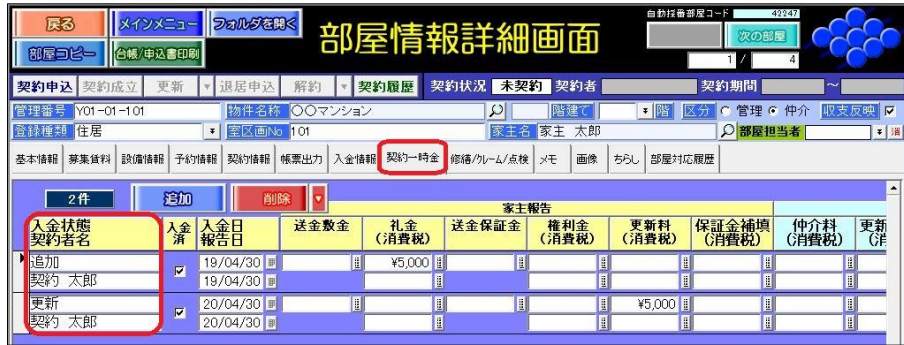 戻る メインメニュー フォルダを開く 部屋情報詳細画面 自動採番部屋コード 42247
部屋コピー 台帳/申込書印刷 次の部屋
1 / 4
契約申込 契約成立 更新 退居申込 解約 契約履歴 契約状況 未契約 契約者 契約期間 ~
管理番号 Y01-01-101 物件名称 〇〇マンション 階建て 階 区分 管理 仲介 収支反映
登録種類 住居 室区画No 101 家主名 家主 太郎 部屋担当者 消
基本情報 募集賃料 設備情報 予約情報 契約情報 帳票出力 入金情報 契約一時金 修繕/クレーム/点検 メモ 画像 ちらし 部屋対応履歴
2件 追加 削除
家主報告
入金状態 入金 入金日 送金敷金 礼金 送金保証金 権利金 更新料 保証金補填 仲介料 更新
契約者名 済 報告日 (消費税) (消費税) (消費税) (消費税) (消費税)
追加 19/04/30 ¥5,000
契約 太郎 19/04/30
更新 20/04/30 ¥5,000
契約 太郎 20/04/30